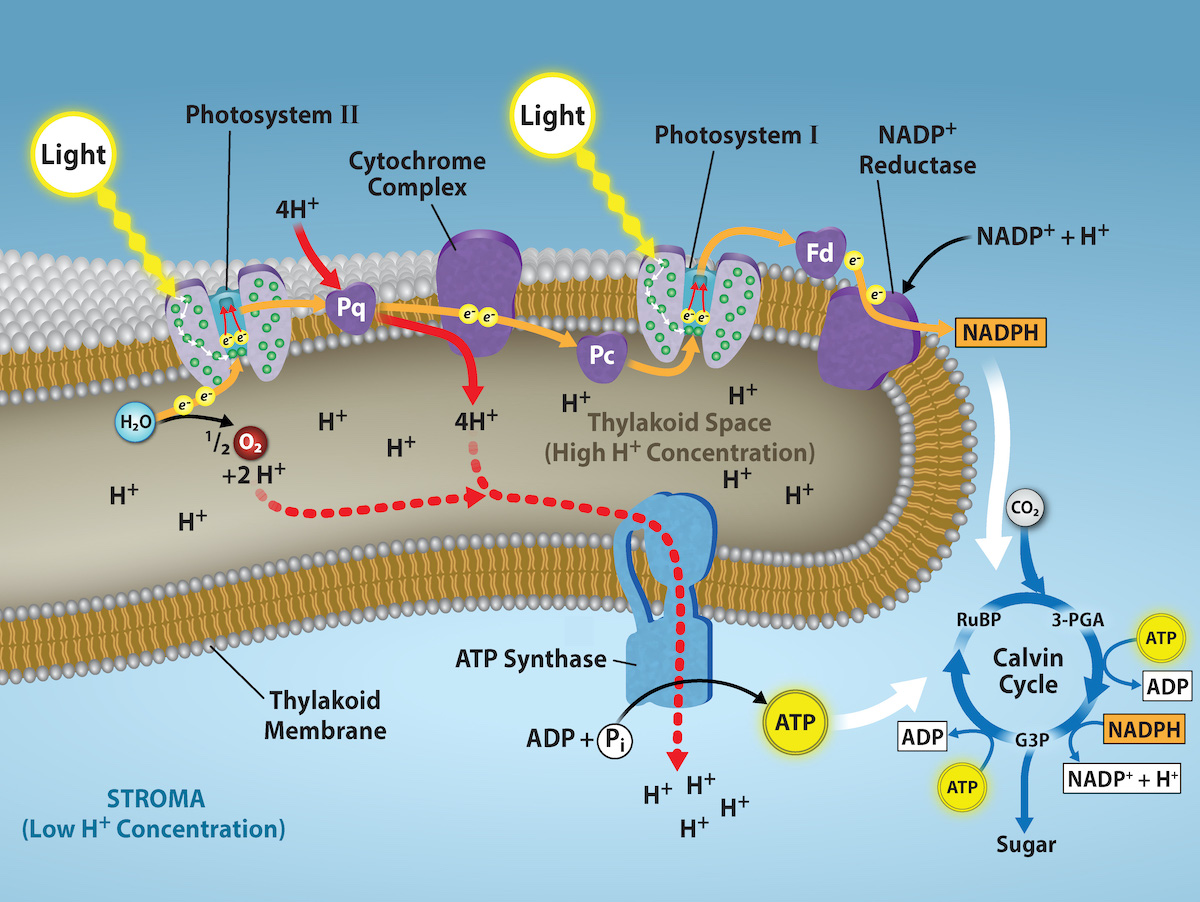 Light
Photosystem II
4H⁺
Cytochrome
Complex
Light
Photosystem I
NADP⁺
Reductase
NADP⁺ + H⁺
Pq
Fd
e⁻
e⁻
NADPH
e⁻ e⁻
e⁻ e⁻
e⁻ e⁻
Pc
H₂O
e⁻ e⁻
½ O₂
+2 H⁺
H⁺
H⁺
4H⁺
H⁺
H⁺
Thylakoid Space
(High H⁺ Concentration)
H⁺
H⁺
H⁺
H⁺
CO₂
RuBP
3-PGA
Calvin
Cycle
ATP
ADP
NADPH
NADP⁺ + H⁺
G3P
ADP
ATP
Sugar
ATP Synthase
ADP + Pᵢ
ATP
H⁺ H⁺
H⁺
H⁺
Thylakoid
Membrane
STROMA
(Low H⁺ Concentration)